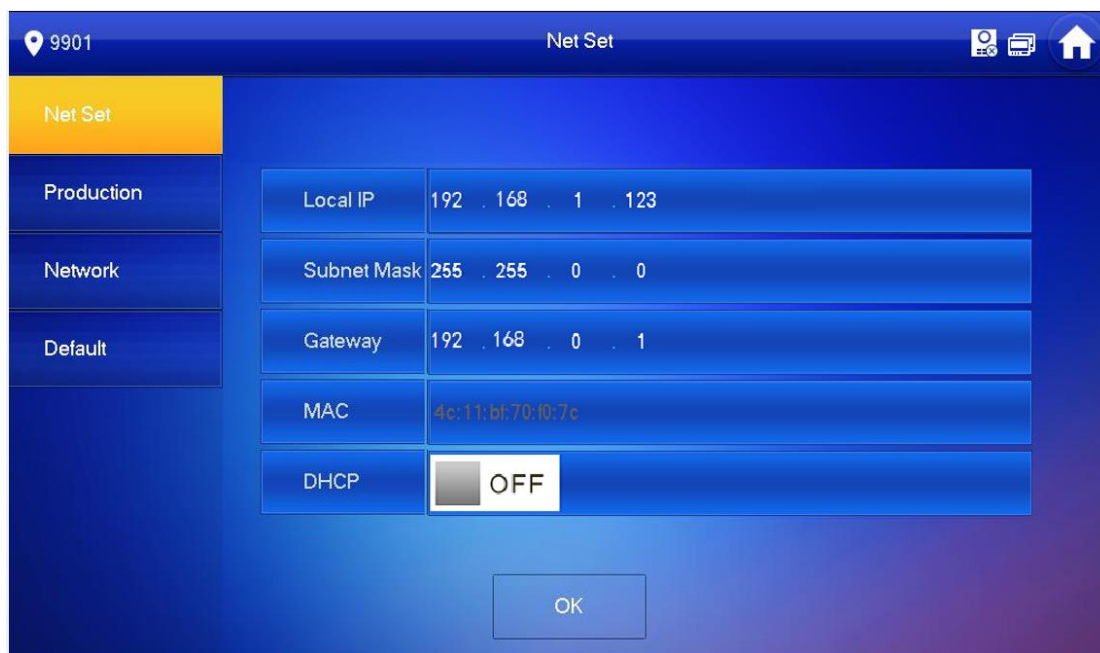 9901
Net Set
Net Set
Production
Network
Default
Local IP 192 . 168 . 1 . 123
Subnet Mask 255 . 255 . 0 . 0
Gateway 192 . 168 . 0 . 1
MAC 4c:11:bf:70:f0:7c
DHCP OFF
OK